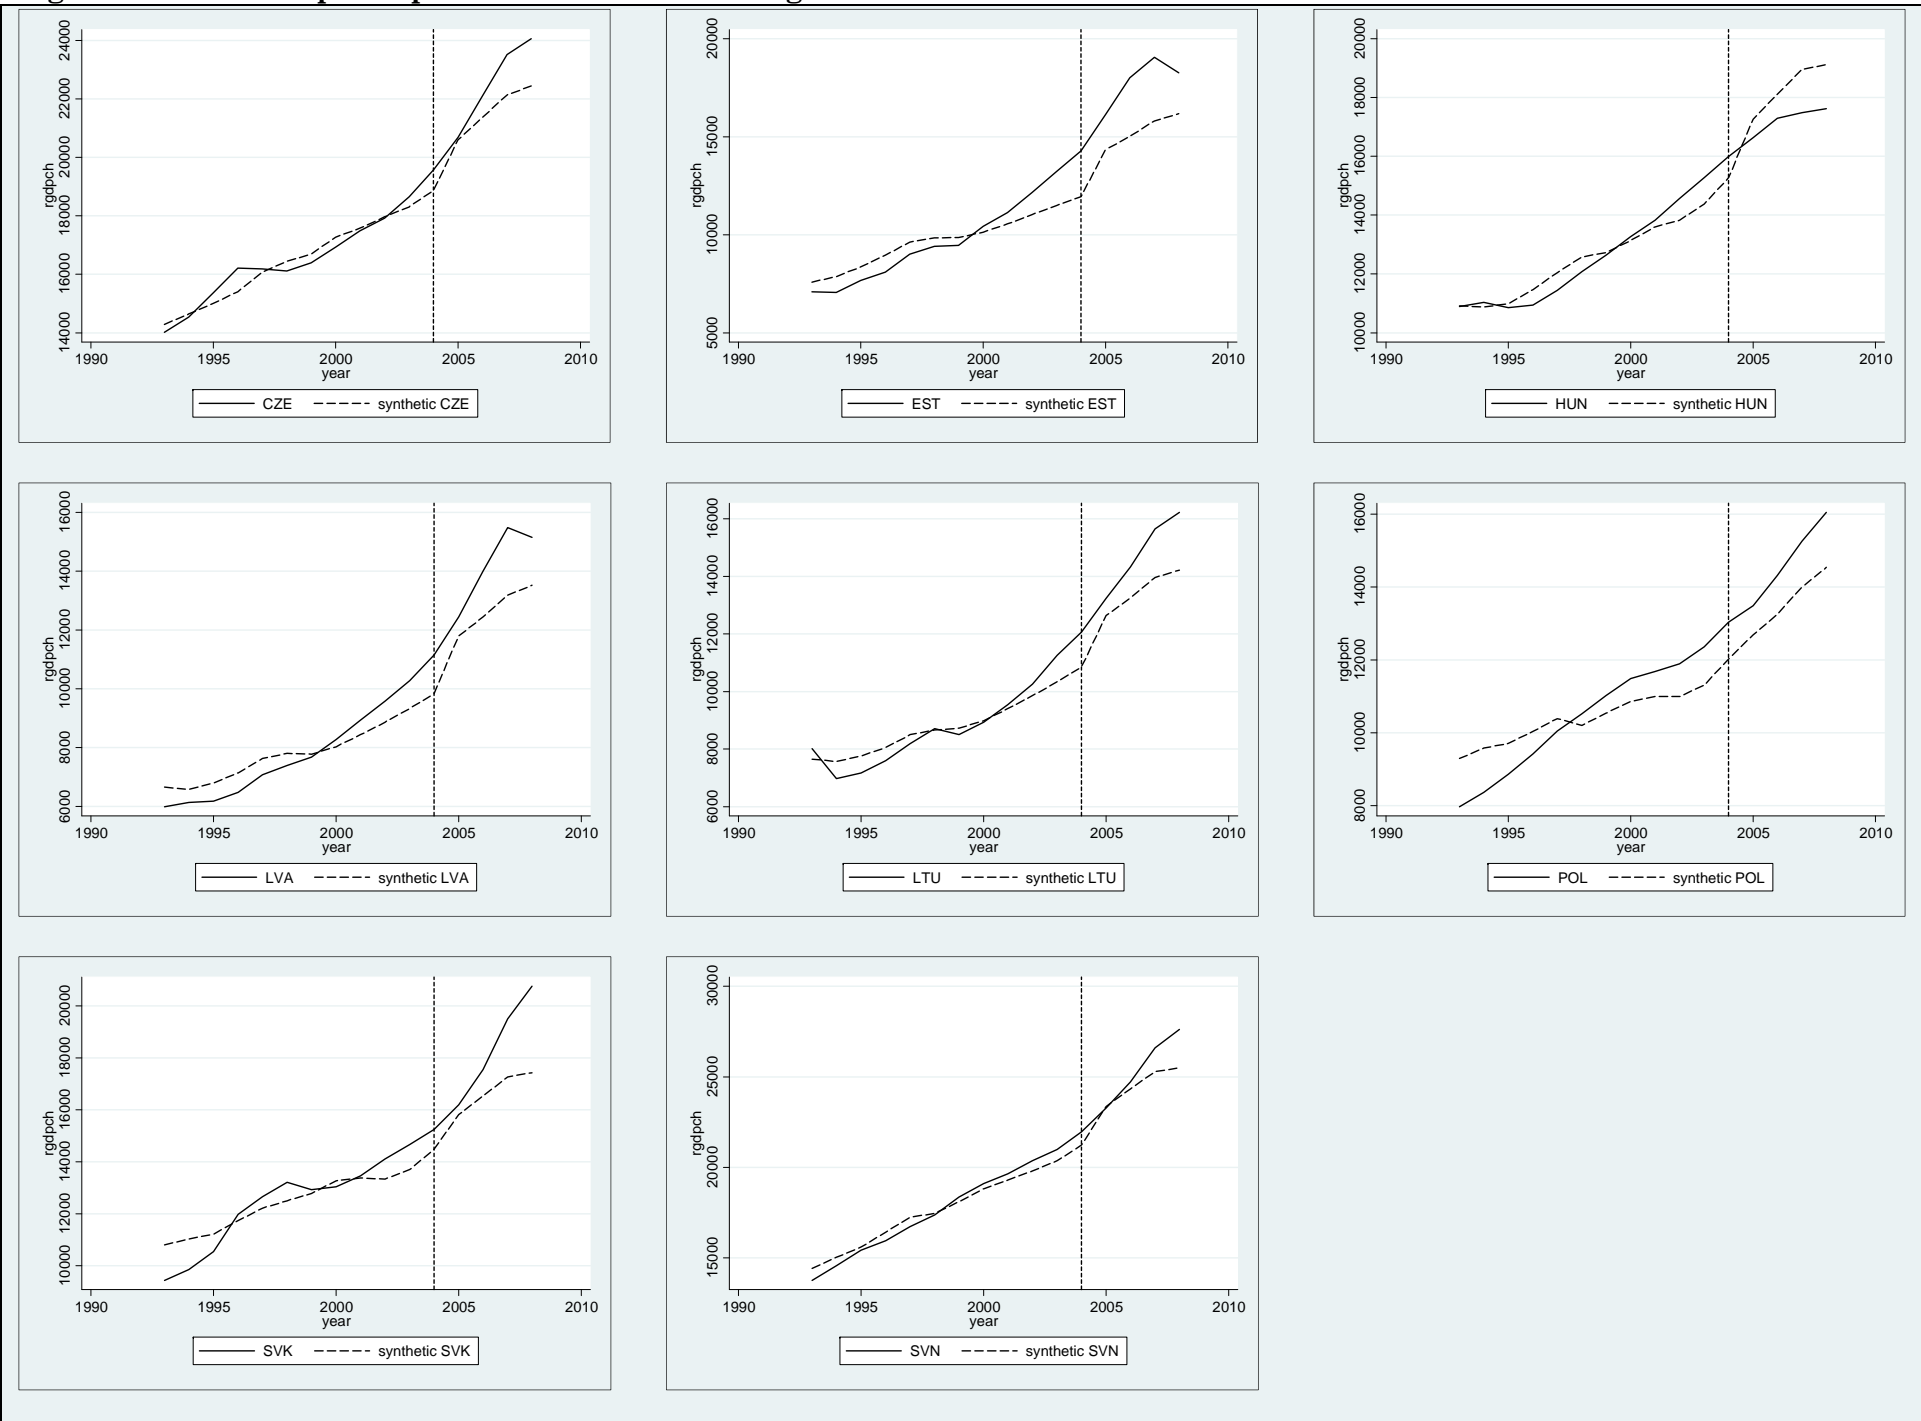 24000
22000
20000
18000
16000
14000
rgdpch
1990 1995 2000 2005 2010
year
CZE synthetic CZE
20000
15000
10000
5000
rgdpch
1990 1995 2000 2005 2010
year
EST synthetic EST
20000
18000
16000
14000
12000
10000
rgdpch
1990 1995 2000 2005 2010
year
HUN synthetic HUN
16000
14000
12000
10000
8000
6000
rgdpch
1990 1995 2000 2005 2010
year
LVA synthetic LVA
16000
14000
12000
10000
8000
6000
rgdpch
1990 1995 2000 2005 2010
year
LTU synthetic LTU
16000
14000
12000
10000
8000
rgdpch
1990 1995 2000 2005 2010
year
POL synthetic POL
20000
18000
16000
14000
12000
10000
rgdpch
1990 1995 2000 2005 2010
year
SVK synthetic SVK
30000
25000
20000
15000
rgdpch
1990 1995 2000 2005 2010
year
SVN synthetic SVN